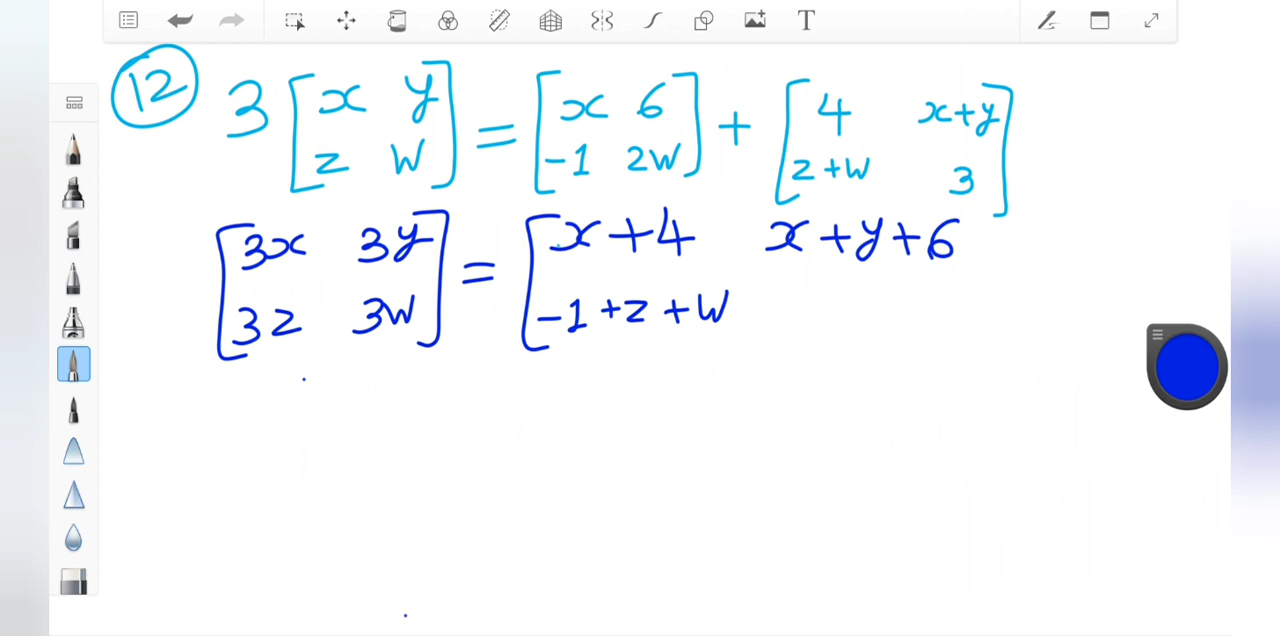 12 3 [x y z w] = [x 6 -1 2w] + [4 x+y z+w 3]
[3x 3y 3z 3w] = [x+4 x+y+6 -1+z+w
T